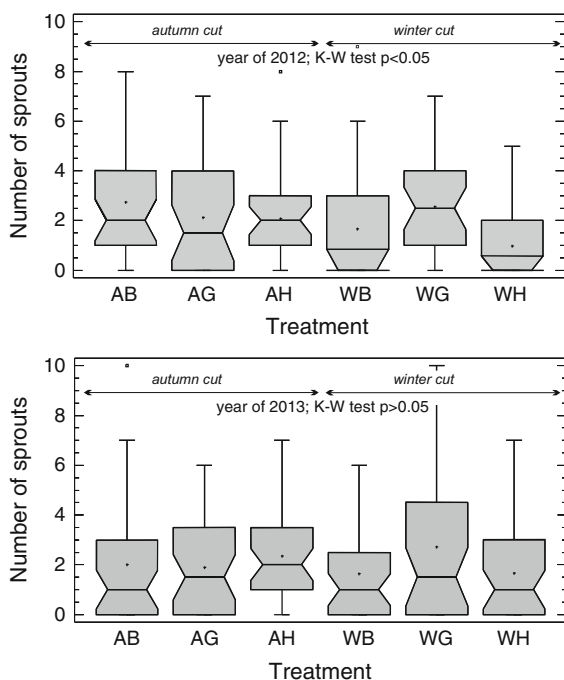 autumn cut winter cut
year of 2012; K-W test p<0.05
Number of sprouts
10
8
6
4
2
0
AB AG AH WB WG WH
Treatment
autumn cut winter cut
year of 2013; K-W test p>0.05
Number of sprouts
10
8
6
4
2
0
AB AG AH WB WG WH
Treatment